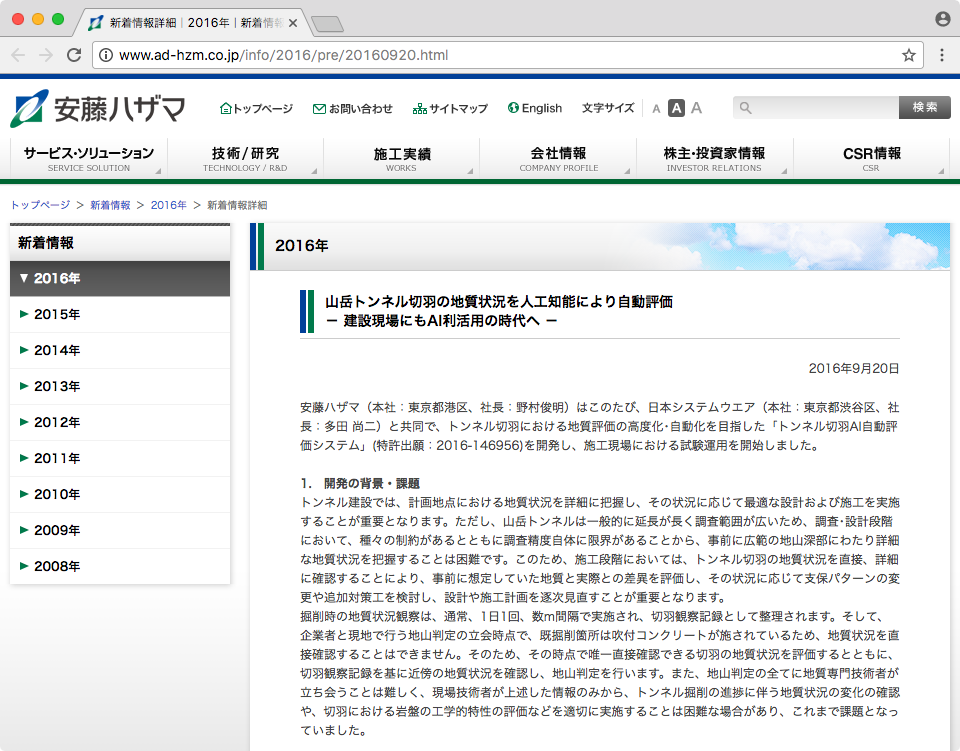 新着情報詳細｜2016年｜新着情報
www.ad-hzm.co.jp/info/2016/pre/20160920.html
安藤ハザマ
トップページ お問い合わせ サイトマップ English 文字サイズ A A A 検索
サービス・ソリューション 技術/研究 施工実績 会社情報 株主・投資家情報 CSR情報
SERVICE SOLUTION TECHNOLOGY / R&D WORKS COMPANY PROFILE INVESTOR RELATIONS CSR
トップページ > 新着情報 > 2016年 > 新着情報詳細
新着情報
▼ 2016年
► 2015年
► 2014年
► 2013年
► 2012年
► 2011年
► 2010年
► 2009年
► 2008年
2016年
山岳トンネル切羽の地質状況を人工知能により自動評価
－ 建設現場にもAI利活用の時代へ －
2016年9月20日
安藤ハザマ（本社：東京都港区、社長：野村俊明）はこのたび、日本システムウエア（本社：東京都渋谷区、社
長：多田 尚二）と共同で、トンネル切羽における地質評価の高度化・自動化を目指した「トンネル切羽AI自動評
価システム」(特許出願：2016-146956)を開発し、施工現場における試験運用を開始しました。
1. 開発の背景・課題
トンネル建設では、計画地点における地質状況を詳細に把握し、その状況に応じて最適な設計および施工を実施
することが重要となります。ただし、山岳トンネルは一般的に延長が長く調査範囲が広いため、調査・設計段階
において、種々の制約があるとともに調査精度自体に限界があることから、事前に広範の地山深部にわたり詳細
な地質状況を把握することは困難です。このため、施工段階においては、トンネル切羽の地質状況を直接、詳細
に確認することにより、事前に想定していた地質と実際との差異を評価し、その状況に応じて支保パターンの変
更や追加対策工を検討し、設計や施工計画を逐次見直すことが重要となります。
掘削時の地質状況観察は、通常、1日1回、数m間隔で実施され、切羽観察記録として整理されます。そして、
企業者と現地で行う地山判定の立会時点で、既掘削箇所は吹付コンクリートが施されているため、地質状況を直
接確認することはできません。そのため、その時点で唯一直接確認できる切羽の地質状況を評価するとともに、
切羽観察記録を基に近傍の地質状況を確認し、地山判定を行います。また、地山判定の全てに地質専門技術者が
立ち会うことは難しく、現場技術者が上述した情報のみから、トンネル掘削の進捗に伴う地質状況の変化の確認
や、切羽における岩盤の工学的特性の評価などを適切に実施することは困難な場合があり、これまで課題となっ
ていました。